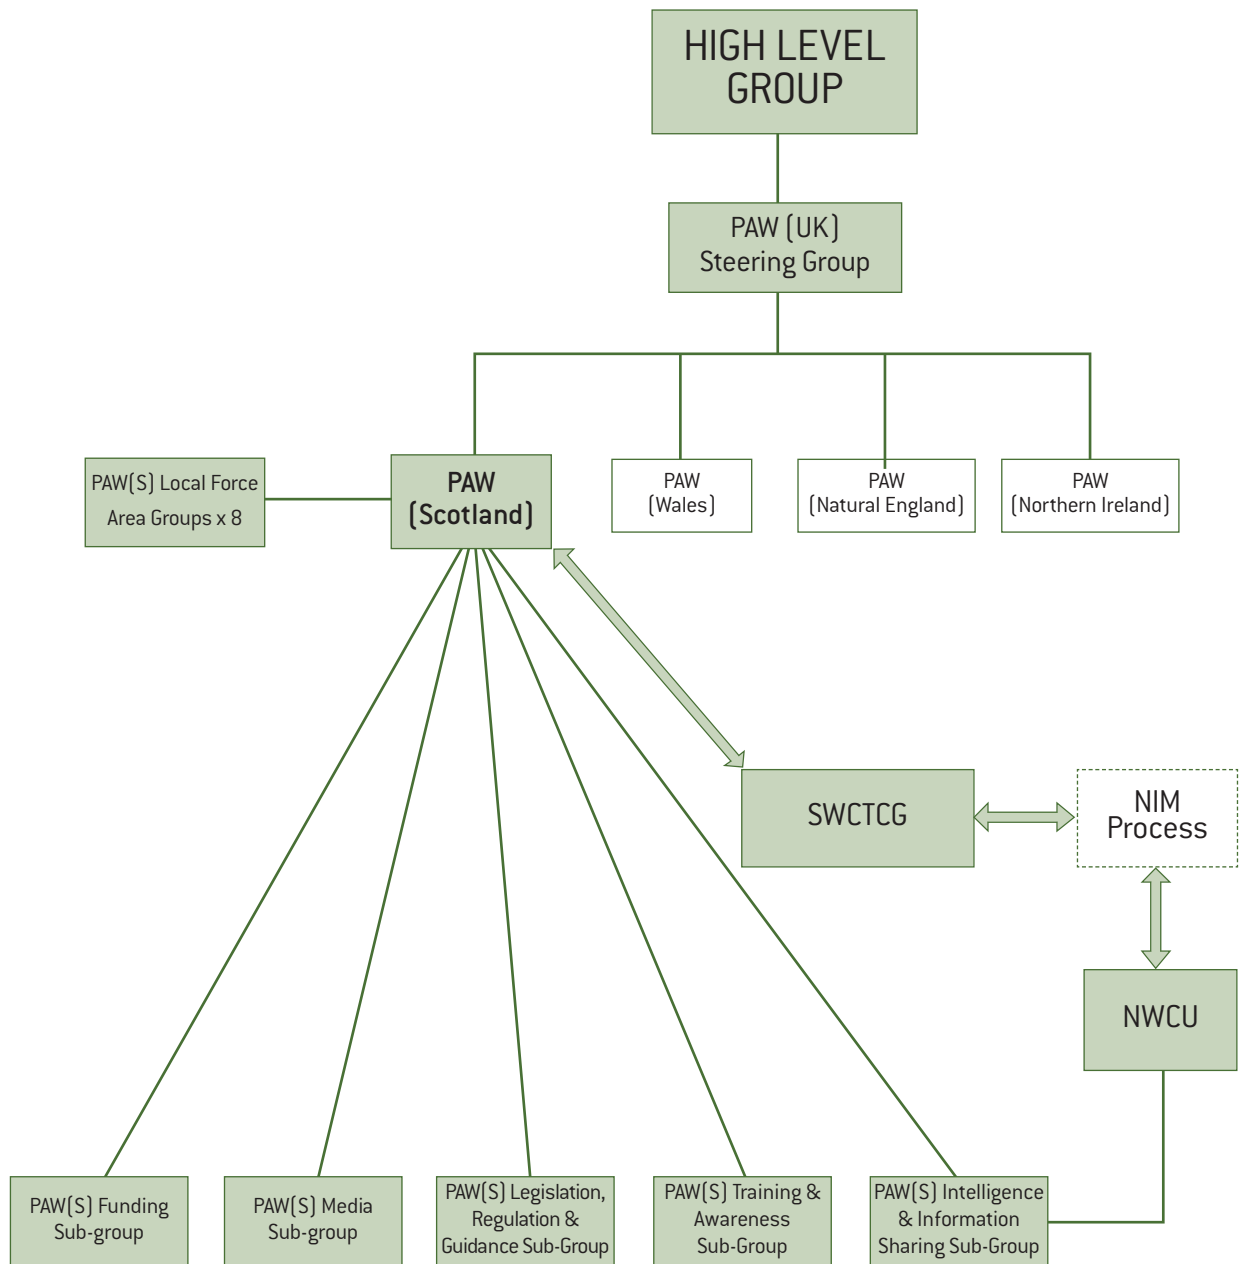 HIGH LEVEL
GROUP
PAW (UK)
Steering Group
PAW(S) Local Force
Area Groups x 8
PAW
(Scotland)
PAW
(Wales)
PAW
(Natural England)
PAW
(Northern Ireland)
SWCTCG
NIM
Process
NWCU
PAW(S) Funding
Sub-group
PAW(S) Media
Sub-group
PAW(S) Legislation,
Regulation &
Guidance Sub-Group
PAW(S) Training &
Awareness
Sub-Group
PAW(S) Intelligence
& Information
Sharing Sub-Group